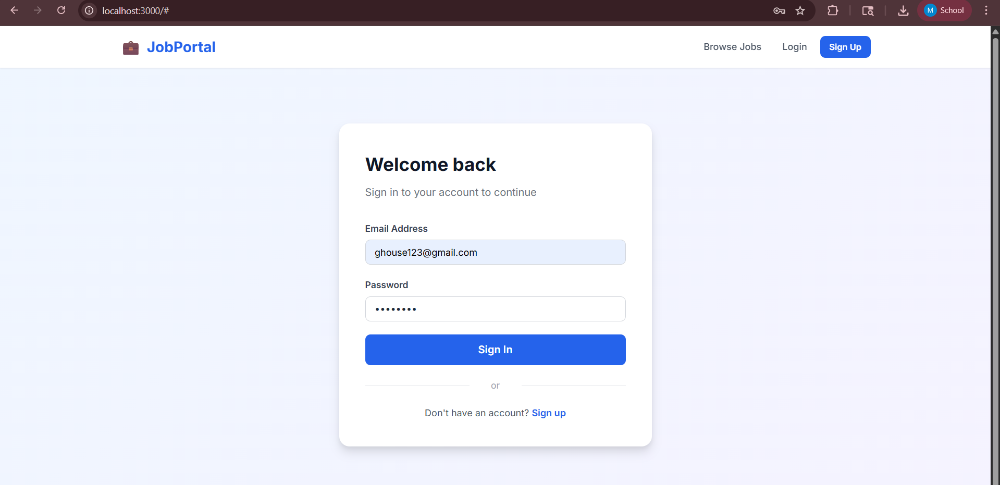 localhost:3000/#
M School
JobPortal
Browse Jobs Login Sign Up
Welcome back
Sign in to your account to continue
Email Address
ghouse123@gmail.com
Password
••••••••
Sign In
or
Don't have an account? Sign up